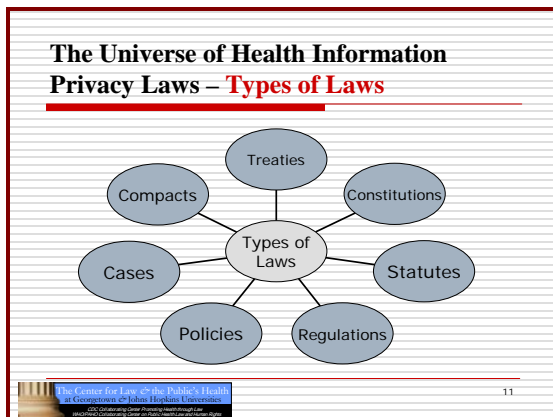 The Universe of Health Information
Privacy Laws – Types of Laws
Treaties
Compacts
Constitutions
Types of
Laws
Cases
Statutes
Policies
Regulations
The Center for Law & the Public's Health
at Georgetown & Johns Hopkins Universities
CDC Collaborating Center Promoting Health through Law
WHO/PAHO Collaborating Center on Public Health Law and Human Rights
11